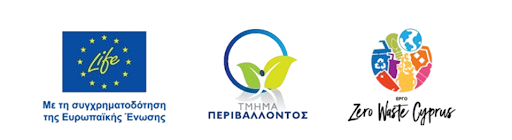 Life
Με τη συγχρηματοδότηση
της Ευρωπαϊκής Ένωσης
ΤΜΗΜΑ
ΠΕΡΙΒΑΛΛΟΝΤΟΣ
ΕΡΓΟ
Zero Waste Cyprus